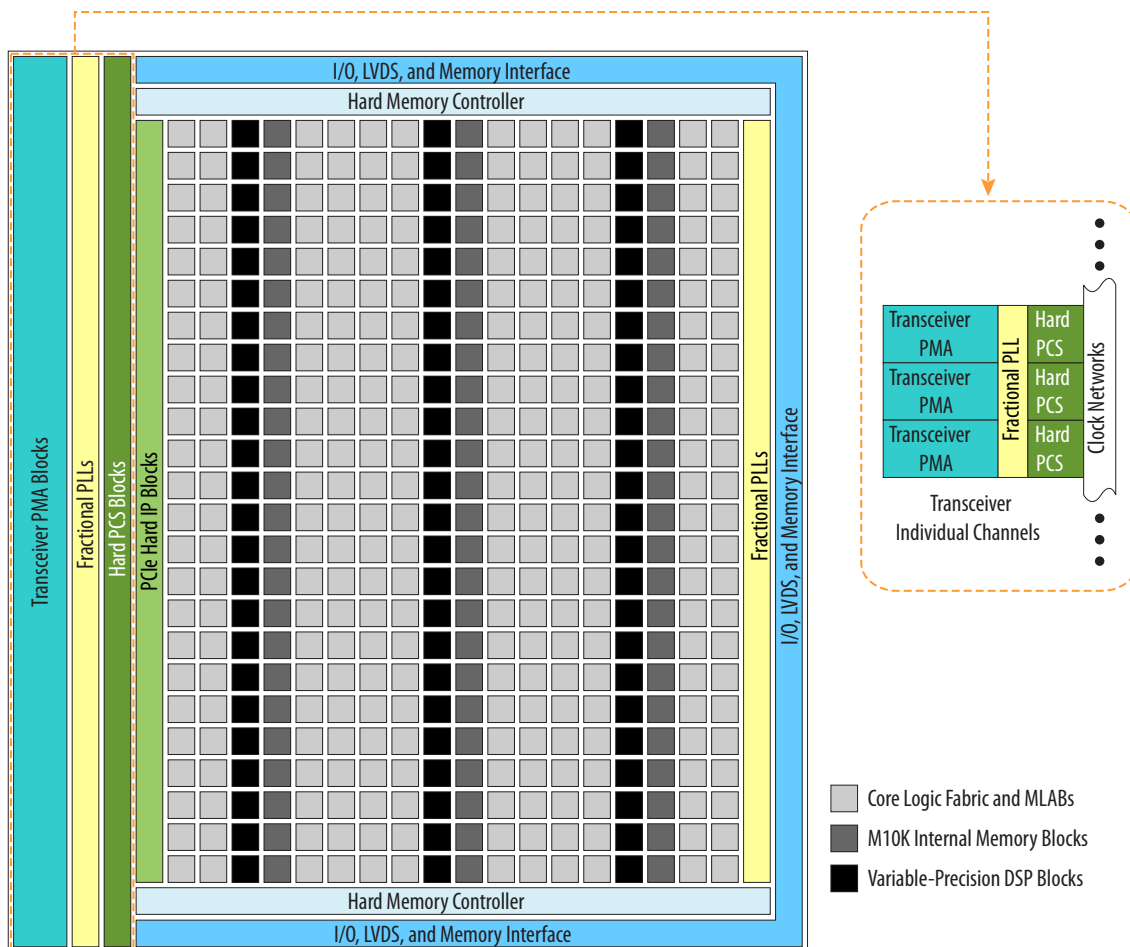 I/O, LVDS, and Memory Interface
Hard Memory Controller
Transceiver PMA Blocks
Fractional PLLs
Hard PCS Blocks
PCIe Hard IP Blocks
Fractional PLLs
I/O, LVDS, and Memory Interface
Hard Memory Controller
I/O, LVDS, and Memory Interface
Transceiver
PMA
Transceiver
PMA
Transceiver
PMA
Fractional PLL
Hard
PCS
Hard
PCS
Hard
PCS
Clock Networks
Transceiver
Individual Channels
Core Logic Fabric and MLABs
M10K Internal Memory Blocks
Variable-Precision DSP Blocks